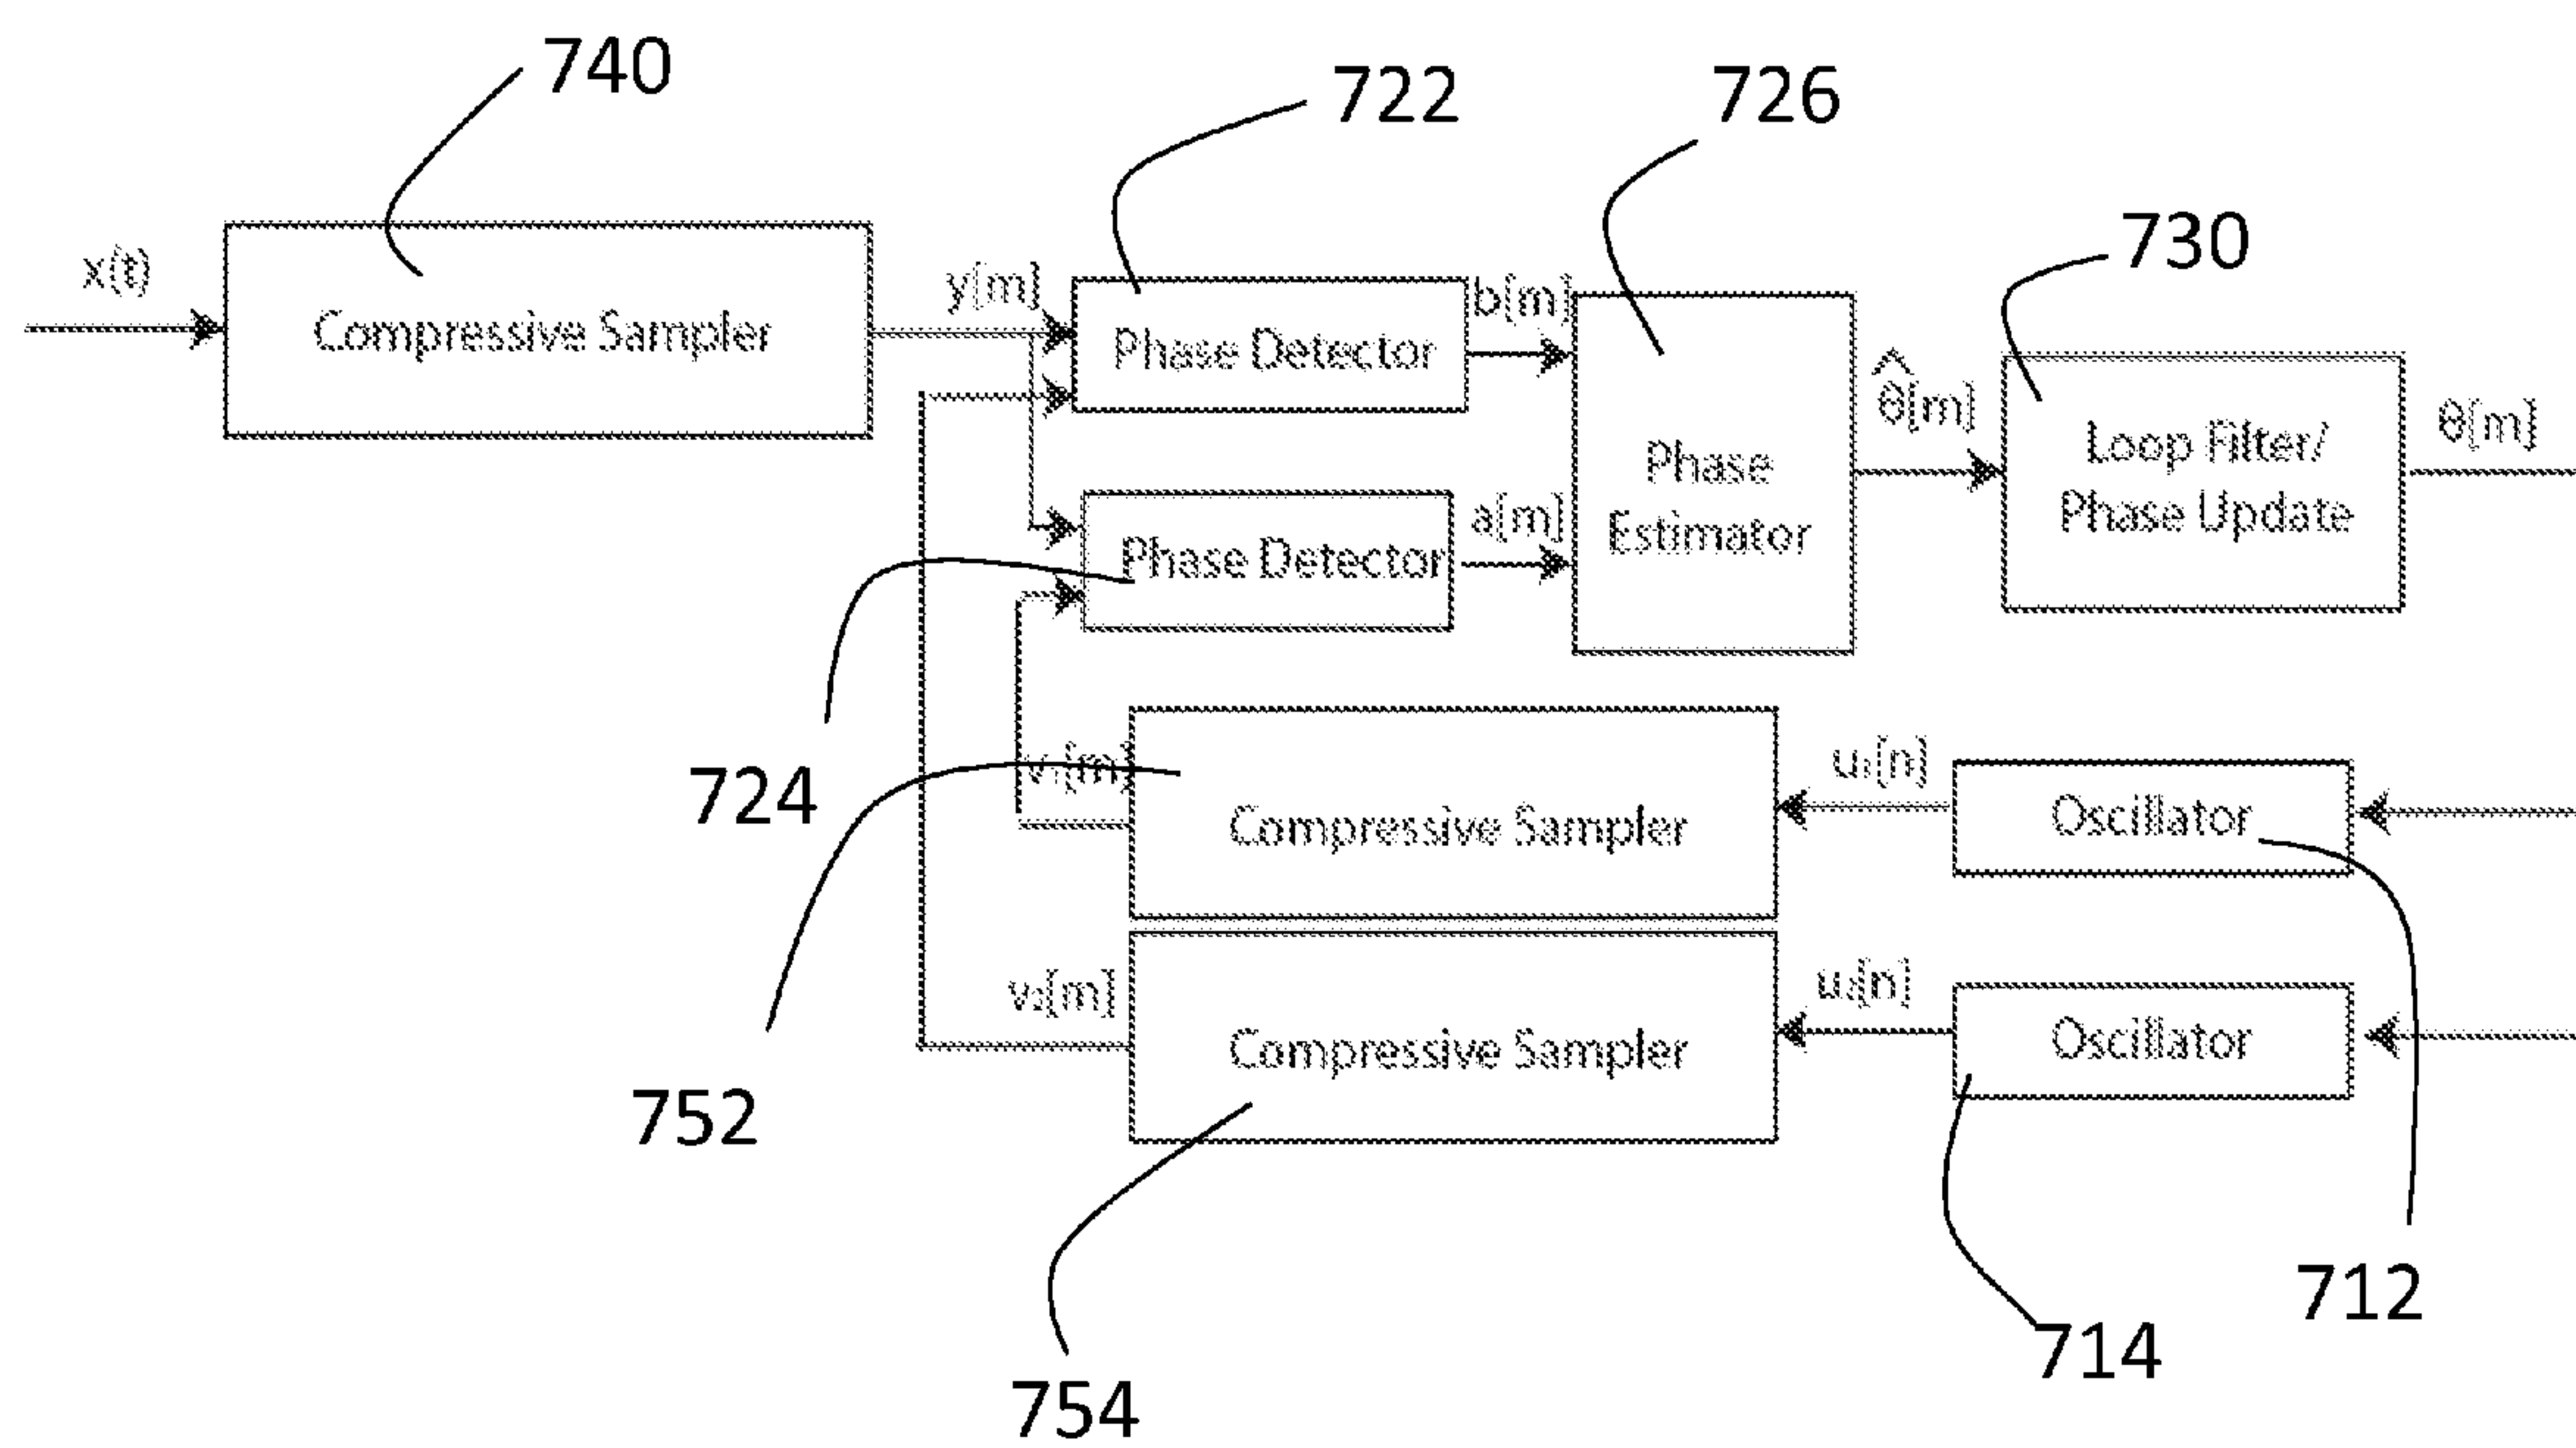 740
722
726
730
x(t)
Compressive Sampler
y[m]
Phase Detector
b[m]
Phase
Estimator
θ̂[m]
Loop Filter/
Phase Update
θ[m]
Phase Detector
a[m]
724
v₁[m]
Compressive Sampler
u₁[n]
Oscillator
752
v₂[m]
Compressive Sampler
u₂[n]
Oscillator
712
714
754